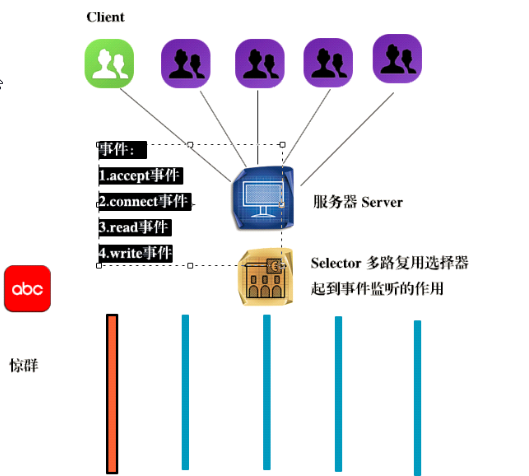 Client
事件：
1.accept事件
2.connect事件
3.read事件
4.write事件
服务器 Server
Selector 多路复用选择器
起到事件监听的作用
abc
惊群